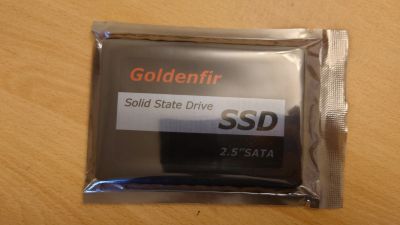 Goldenfir
Solid State Drive
SSD
2.5"SATA